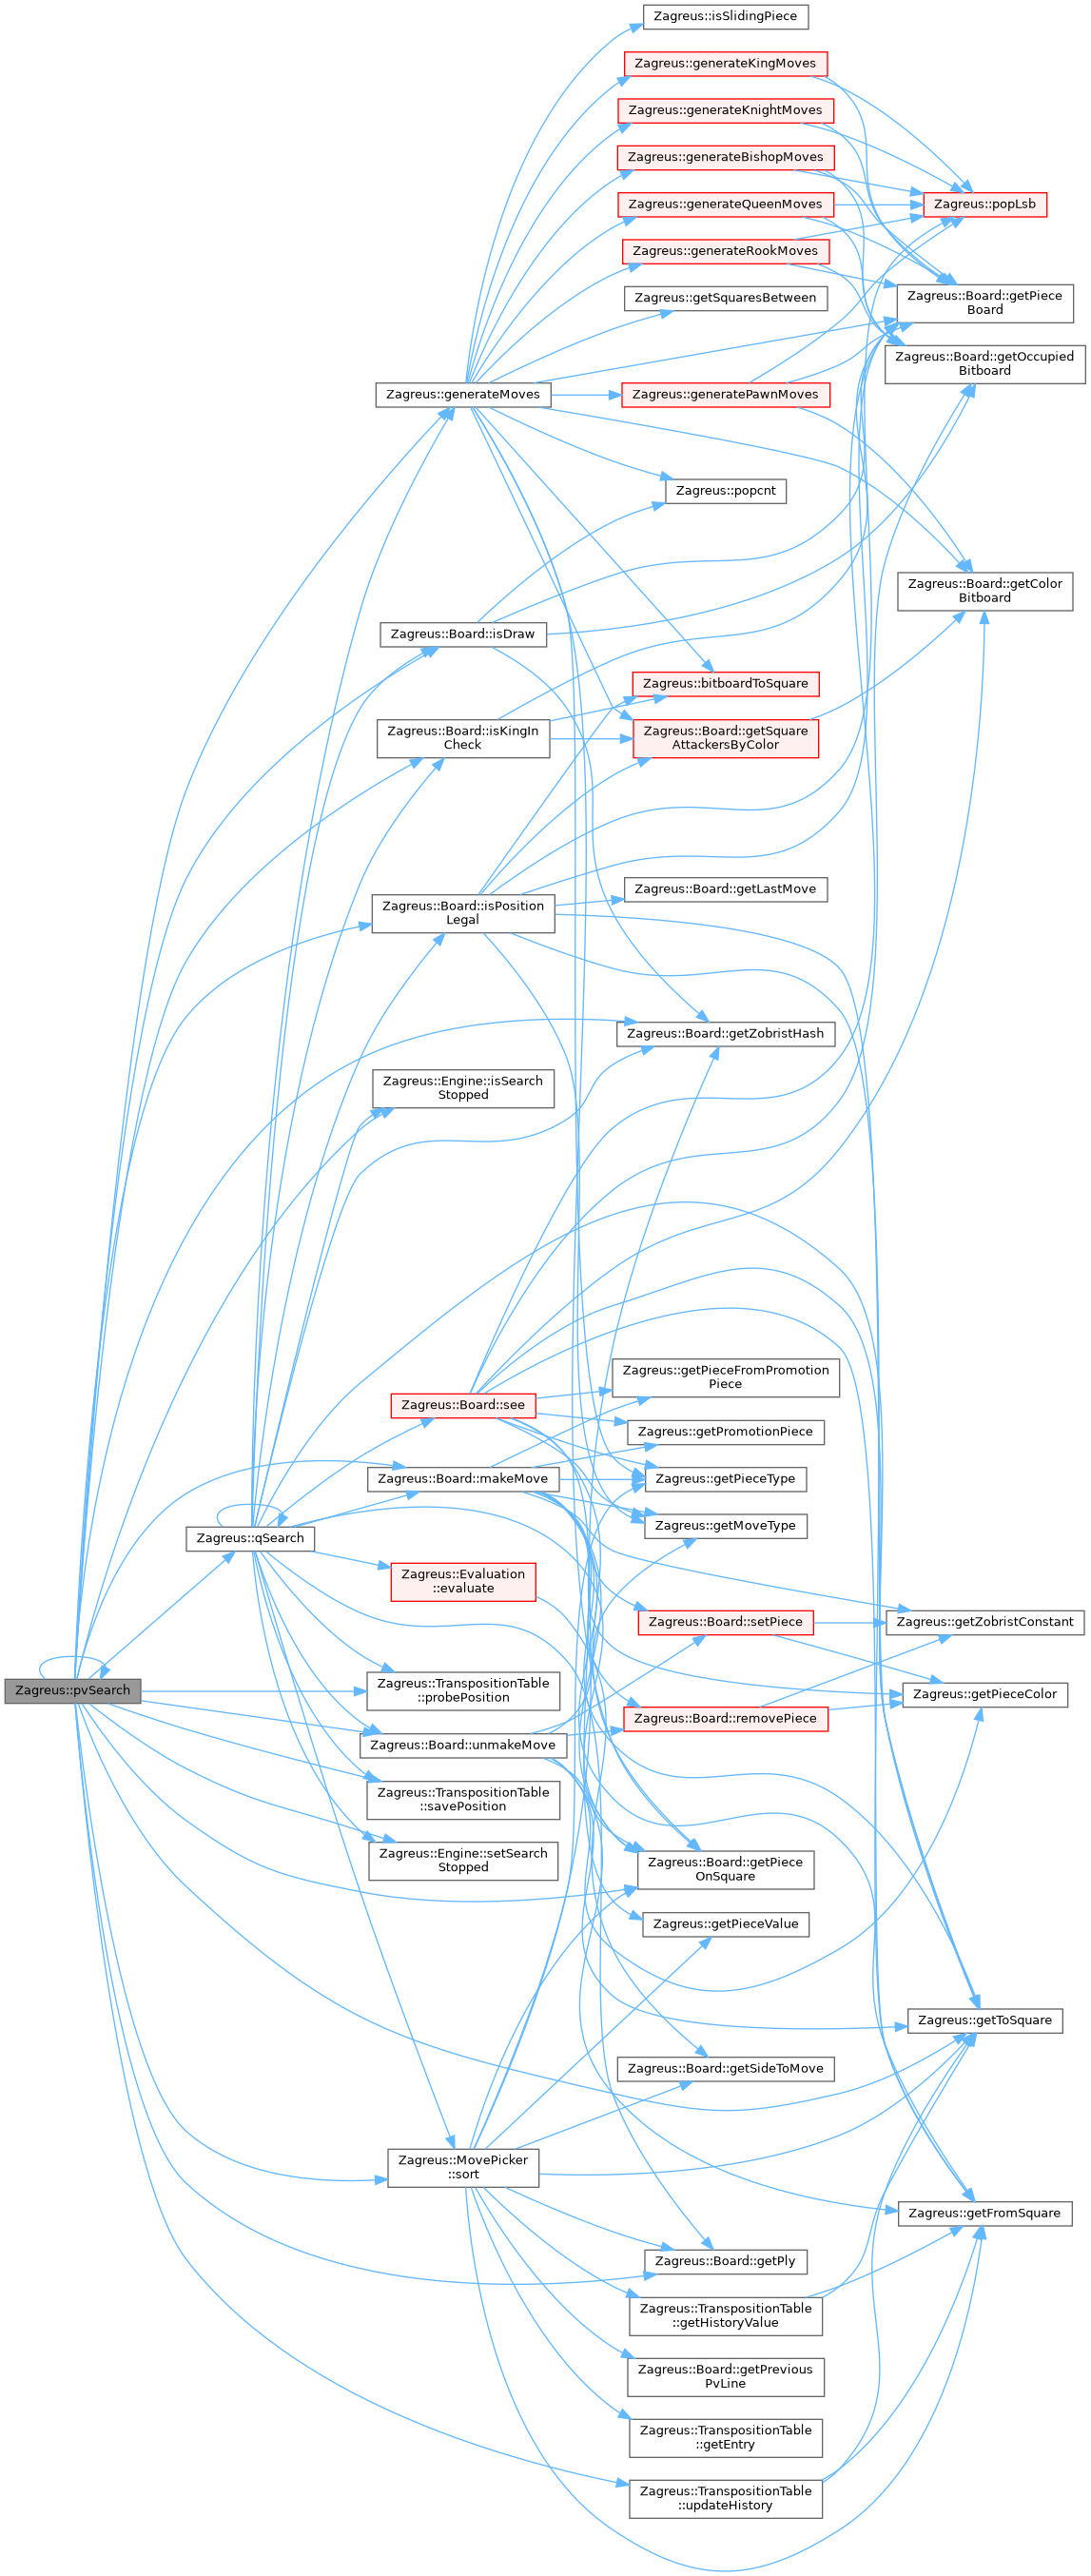 Zagreus::isSlidingPiece
Zagreus::generateKingMoves
Zagreus::generateKnightMoves
Zagreus::generateBishopMoves
Zagreus::generateQueenMoves
Zagreus::popLsb
Zagreus::generateRookMoves
Zagreus::getSquaresBetween
Zagreus::Board::getPiece
Board
Zagreus::Board::getOccupied
Bitboard
Zagreus::generateMoves
Zagreus::generatePawnMoves
Zagreus::popcnt
Zagreus::Board::getColor
Bitboard
Zagreus::Board::isDraw
Zagreus::bitboardToSquare
Zagreus::Board::isKingIn
Check
Zagreus::Board::getSquare
AttackersByColor
Zagreus::Board::getLastMove
Zagreus::Board::isPosition
Legal
Zagreus::Board::getZobristHash
Zagreus::Engine::isSearch
Stopped
Zagreus::getPieceFromPromotion
Piece
Zagreus::Board::see
Zagreus::getPromotionPiece
Zagreus::Board::makeMove
Zagreus::getPieceType
Zagreus::qSearch
Zagreus::getMoveType
Zagreus::Evaluation
::evaluate
Zagreus::Board::setPiece
Zagreus::getZobristConstant
Zagreus::pvSearch
Zagreus::TranspositionTable
::probePosition
Zagreus::getPieceColor
Zagreus::Board::removePiece
Zagreus::Board::unmakeMove
Zagreus::TranspositionTable
::savePosition
Zagreus::Engine::setSearch
Stopped
Zagreus::Board::getPiece
OnSquare
Zagreus::getPieceValue
Zagreus::getToSquare
Zagreus::Board::getSideToMove
Zagreus::MovePicker
::sort
Zagreus::getFromSquare
Zagreus::Board::getPly
Zagreus::TranspositionTable
::getHistoryValue
Zagreus::Board::getPrevious
PvLine
Zagreus::TranspositionTable
::getEntry
Zagreus::TranspositionTable
::updateHistory